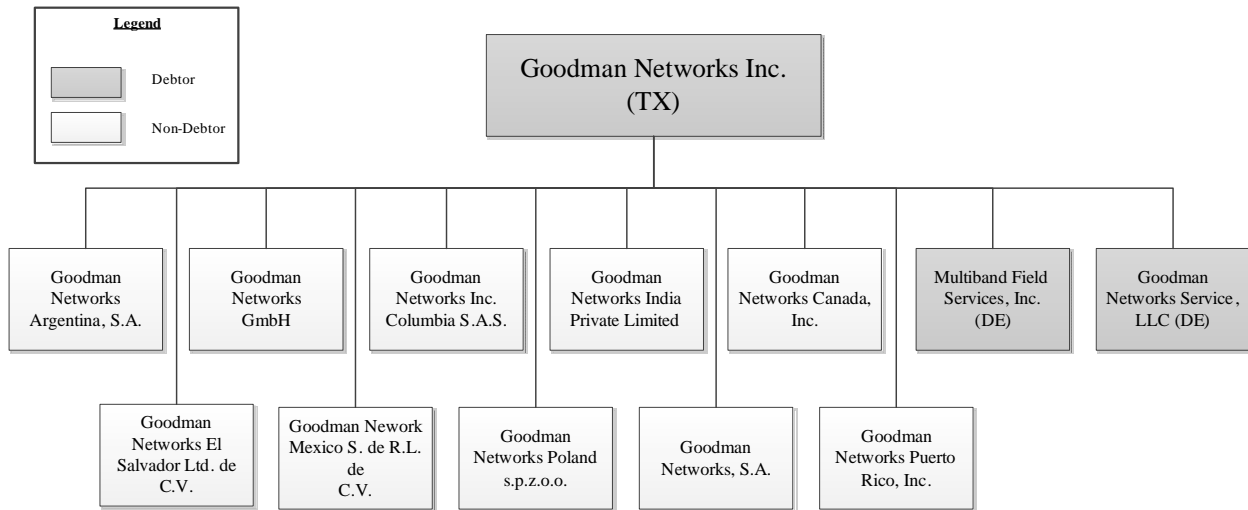 Legend
Debtor
Non-Debtor
Goodman Networks Inc.
(TX)
Goodman
Networks
Argentina, S.A.
Goodman
Networks
GmbH
Goodman
Networks Inc.
Columbia S.A.S.
Goodman
Networks India
Private Limited
Goodman
Networks Canada,
Inc.
Multiband Field
Services, Inc.
(DE)
Goodman
Networks Service,
LLC (DE)
Goodman
Networks El
Salvador Ltd. de
C.V.
Goodman Nework
Mexico S. de R.L.
de
C.V.
Goodman
Networks Poland
s.p.z.o.o.
Goodman
Networks, S.A.
Goodman
Networks Puerto
Rico, Inc.